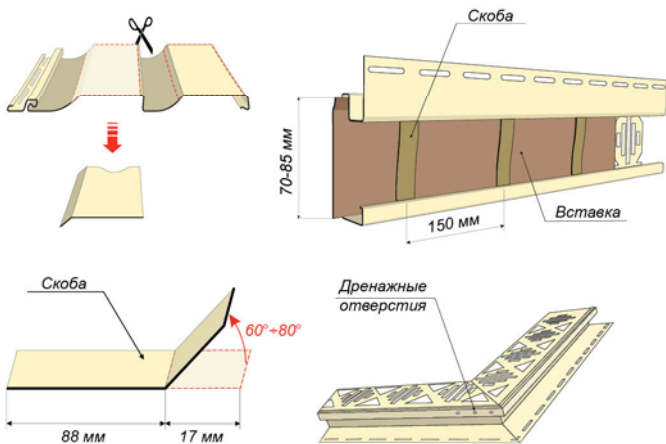 Скоба
70-85 мм
150 мм
Вставка
Скоба
60°÷80°
88 мм
17 мм
Дренажные
отверстия